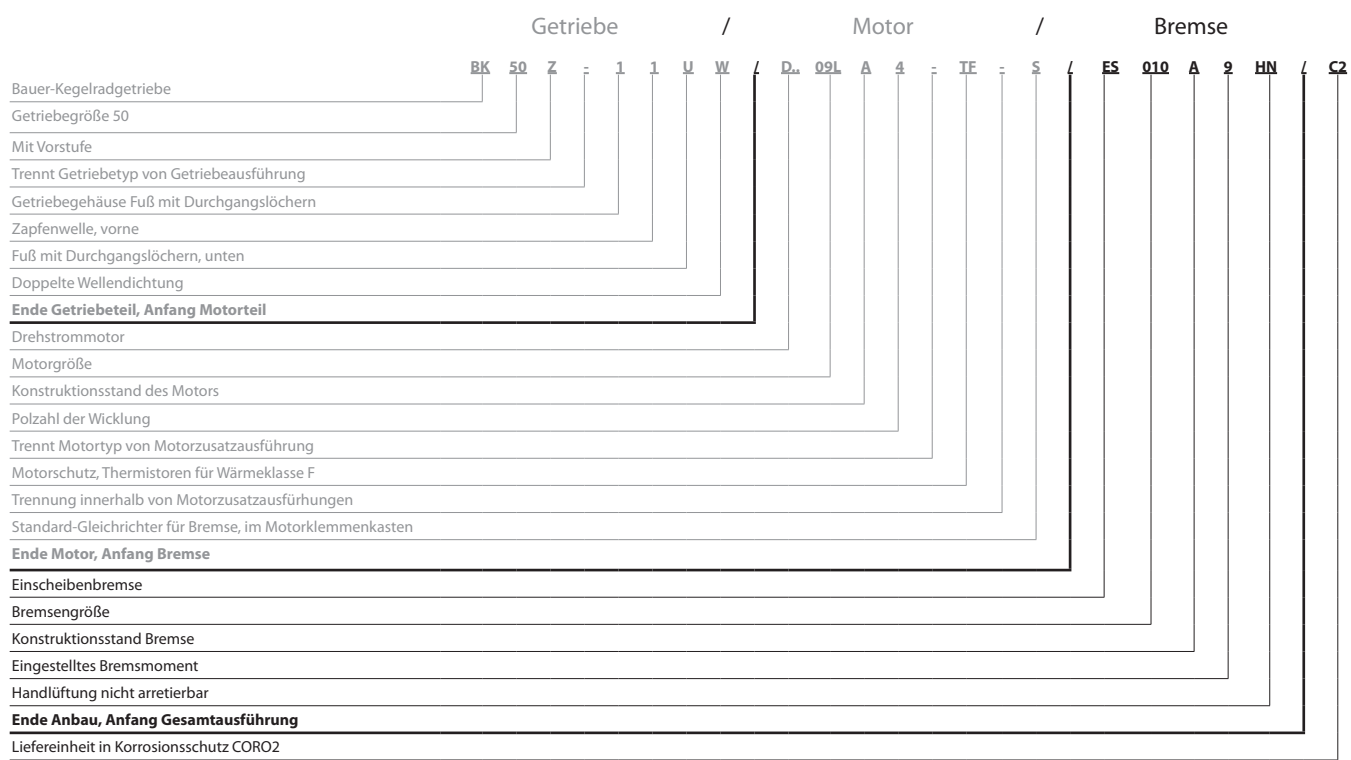 Getriebe / Motor / Bremse
BK 50 Z - 1 1 U W / D.. 09L A 4 - TF - S / ES 010 A 9 HN / C2
Bauer-Kegelradgetriebe
Getriebegröße 50
Mit Vorstufe
Trennt Getriebetyp von Getriebeausführung
Getriebegehäuse Fuß mit Durchgangslöchern
Zapfenwelle, vorne
Fuß mit Durchgangslöchern, unten
Doppelte Wellendichtung
Ende Getriebeteil, Anfang Motorteil
Drehstrommotor
Motorgröße
Konstruktionsstand des Motors
Polzahl der Wicklung
Trennt Motortyp von Motorzusatzausführung
Motorschutz, Thermistoren für Wärmeklasse F
Trennung innerhalb von Motorzusatzausfürhungen
Standard-Gleichrichter für Bremse, im Motorklemmenkasten
Ende Motor, Anfang Bremse
Einscheibenbremse
Bremsengröße
Konstruktionsstand Bremse
Eingestelltes Bremsmoment
Handlüftung nicht arretierbar
Ende Anbau, Anfang Gesamtausführung
Liefereinheit in Korrosionsschutz CORO2